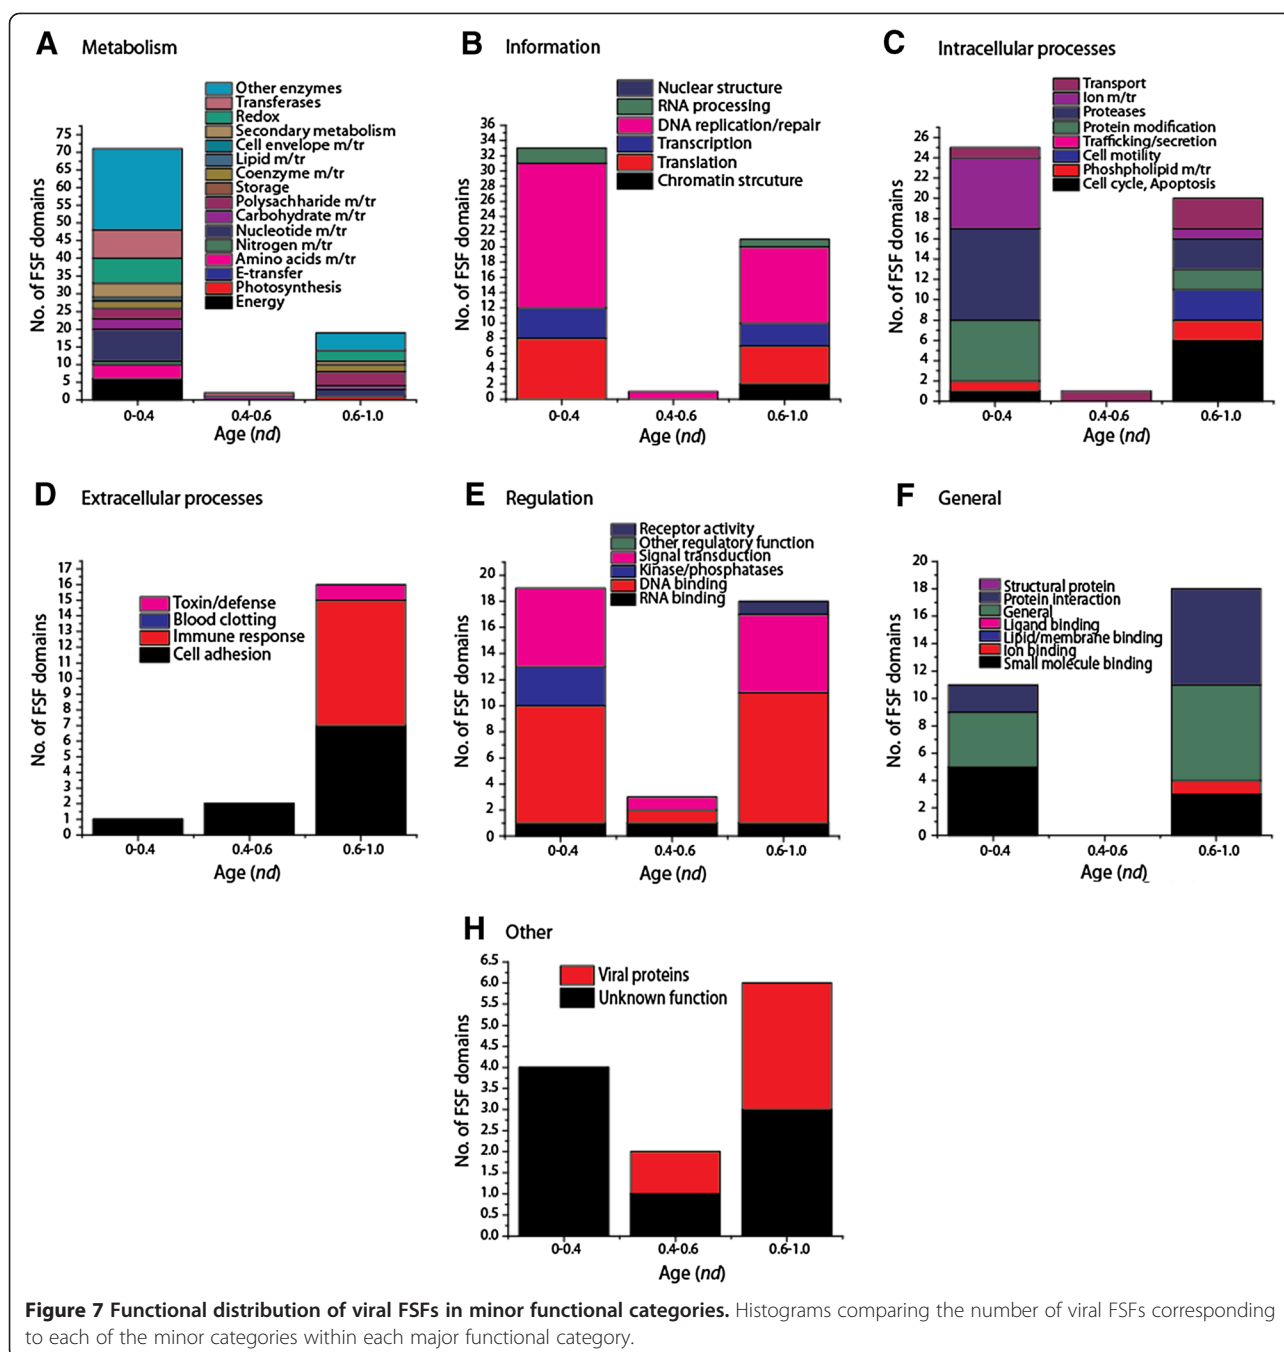 A Metabolism
Other enzymes
Transferases
Redox
Secondary metabolism
Cell envelope m/tr
Lipid m/tr
Coenzyme m/tr
Storage
Polysachharide m/tr
Carbohydrate m/tr
Nucleotide m/tr
Nitrogen m/tr
Amino acids m/tr
E-transfer
Photosynthesis
Energy
No. of FSF domains
75
70
65
60
55
50
45
40
35
30
25
20
15
10
5
0
0-0.4 0.4-0.6 0.6-1.0
Age (nd)
B Information
Nuclear structure
RNA processing
DNA replication/repair
Transcription
Translation
Chromatin strcuture
No. of FSF domains
36
34
32
30
28
26
24
22
20
18
16
14
12
10
8
6
4
2
0
0-0.4 0.4-0.6 0.6-1.0
Age (nd)
C Intracellular processes
Transport
Ion m/tr
Proteases
Protein modification
Trafficking/secretion
Cell motility
Phoshpholipid m/tr
Cell cycle, Apoptosis
No. of FSF domains
26
24
22
20
18
16
14
12
10
8
6
4
2
0
0-0.4 0.4-0.6 0.6-1.0
Age (nd)
D Extracellular processes
Toxin/defense
Blood clotting
Immune response
Cell adhesion
No. of FSF domains
17
16
15
14
13
12
11
10
9
8
7
6
5
4
3
2
1
0
0-0.4 0.4-0.6 0.6-1.0
Age (nd)
E Regulation
Receptor activity
Other regulatory function
Signal transduction
Kinase/phosphatases
DNA binding
RNA binding
No. of FSF domains
20
18
16
14
12
10
8
6
4
2
0
0-0.4 0.4-0.6 0.6-1.0
Age (nd)
F General
Structural protein
Protein interaction
General
Ligand binding
Lipid/membrane binding
Ion binding
Small molecule binding
No. of FSF domains
20
18
16
14
12
10
8
6
4
2
0
0-0.4 0.4-0.6 0.6-1.0
Age (nd)
H Other
Viral proteins
Unknown function
No. of FSF domains
6.5
6.0
5.5
5.0
4.5
4.0
3.5
3.0
2.5
2.0
1.5
1.0
0.5
0.0
0-0.4 0.4-0.6 0.6-1.0
Age (nd)
Figure 7 Functional distribution of viral FSFs in minor functional categories. Histograms comparing the number of viral FSFs corresponding
to each of the minor categories within each major functional category.